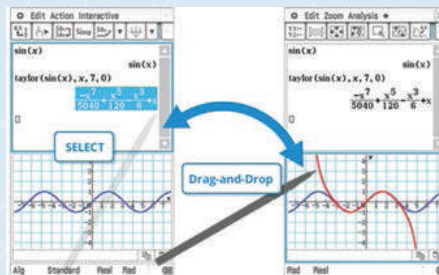 Edit Action Interactive
sin(x)
sin(x)
taylor(sin(x),x,7,0)
-x^7/5040+x^5/120-x^3/6+x
SELECT
Alg Standard Real Rad
Edit Zoom Analysis
sin(x)
sin(x)
taylor(sin(x),x,7,0)
-x^7/5040+x^5/120-x^3/6+x
Drag-and-Drop
Rad Real